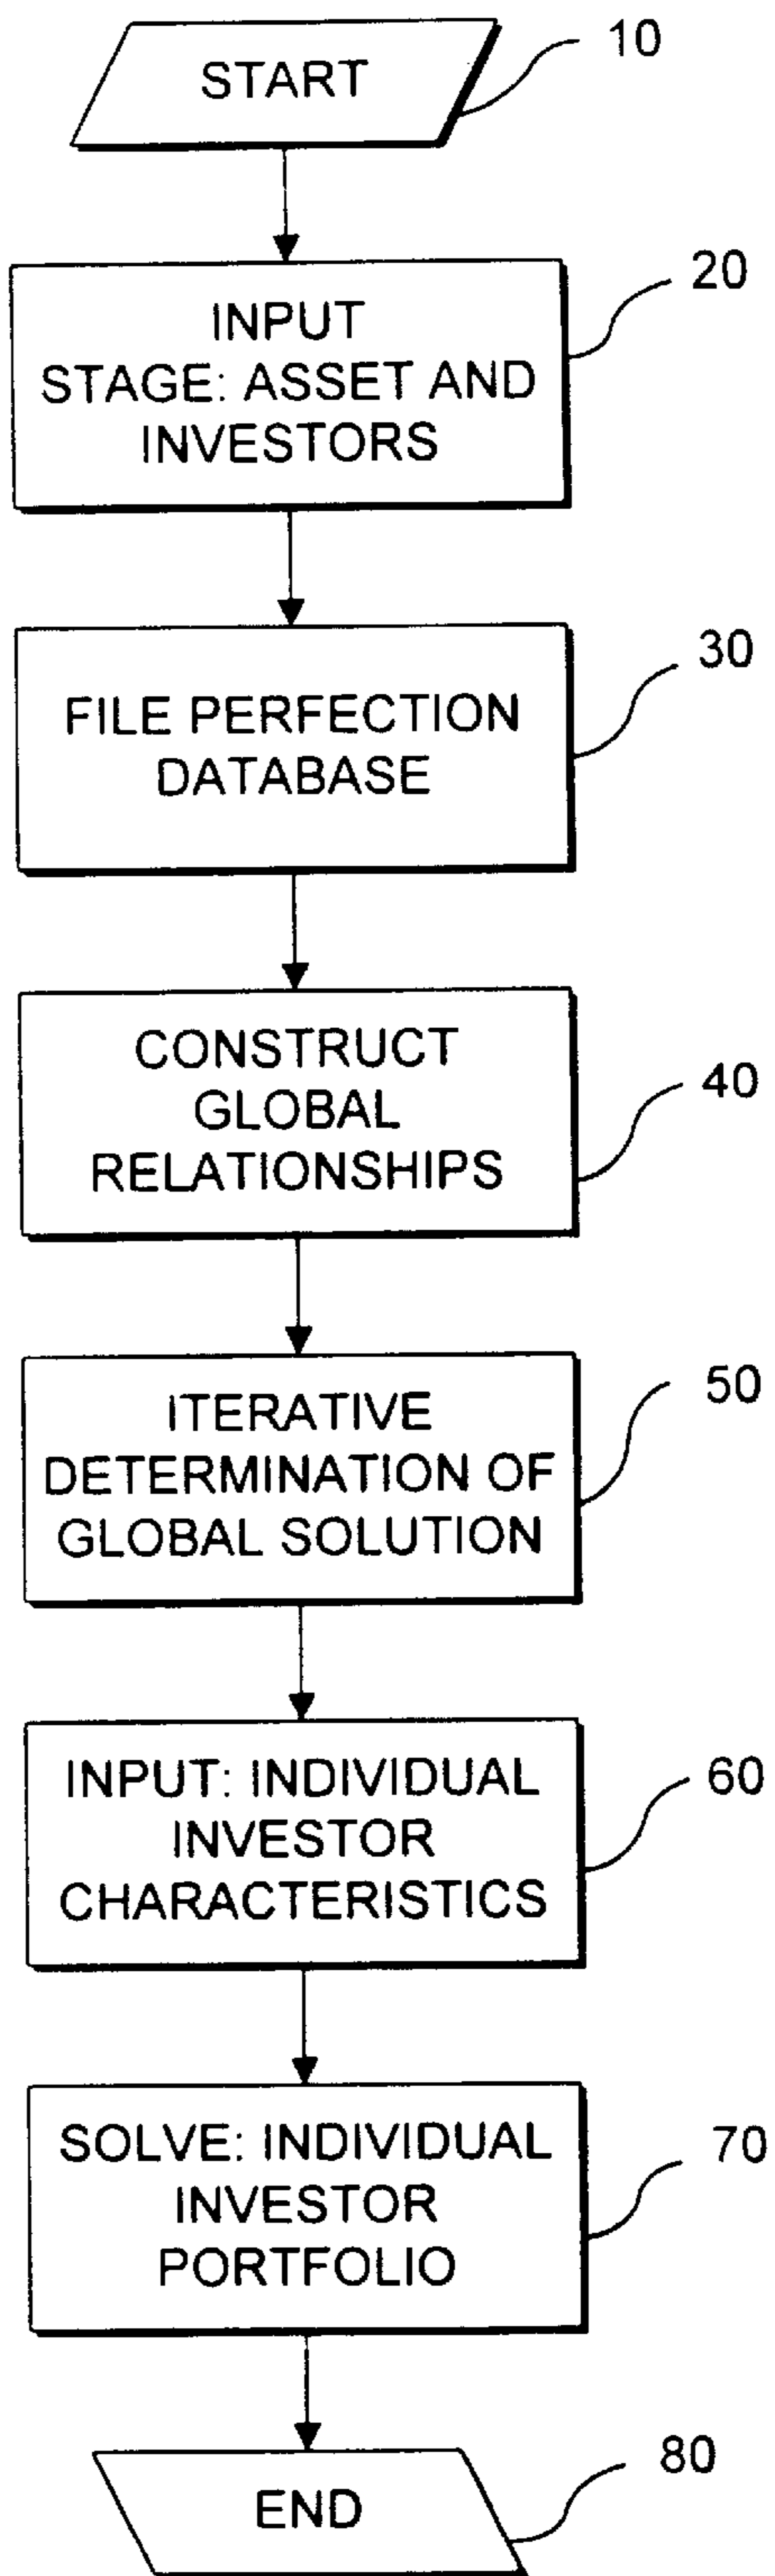 START
10
INPUT
STAGE: ASSET AND
INVESTORS
20
FILE PERFECTION
DATABASE
30
CONSTRUCT
GLOBAL
RELATIONSHIPS
40
ITERATIVE
DETERMINATION OF
GLOBAL SOLUTION
50
INPUT: INDIVIDUAL
INVESTOR
CHARACTERISTICS
60
SOLVE: INDIVIDUAL
INVESTOR
PORTFOLIO
70
END
80